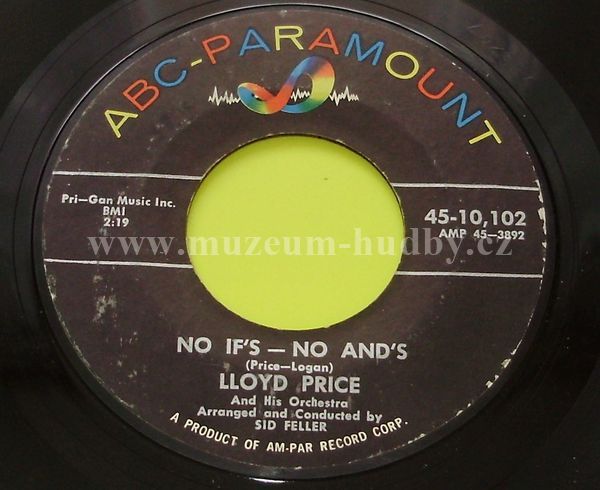 ABC-PARAMOUNT
Pri-Gan Music Inc.
BMI
2:19
45-10,102
AMP 45-3892
www.muzeum-hudby.cz
NO IF'S — NO AND'S
(Price-Logan)
LLOYD PRICE
And His Orchestra
Arranged and Conducted by
SID FELLER
A PRODUCT OF AM-PAR RECORD CORP.